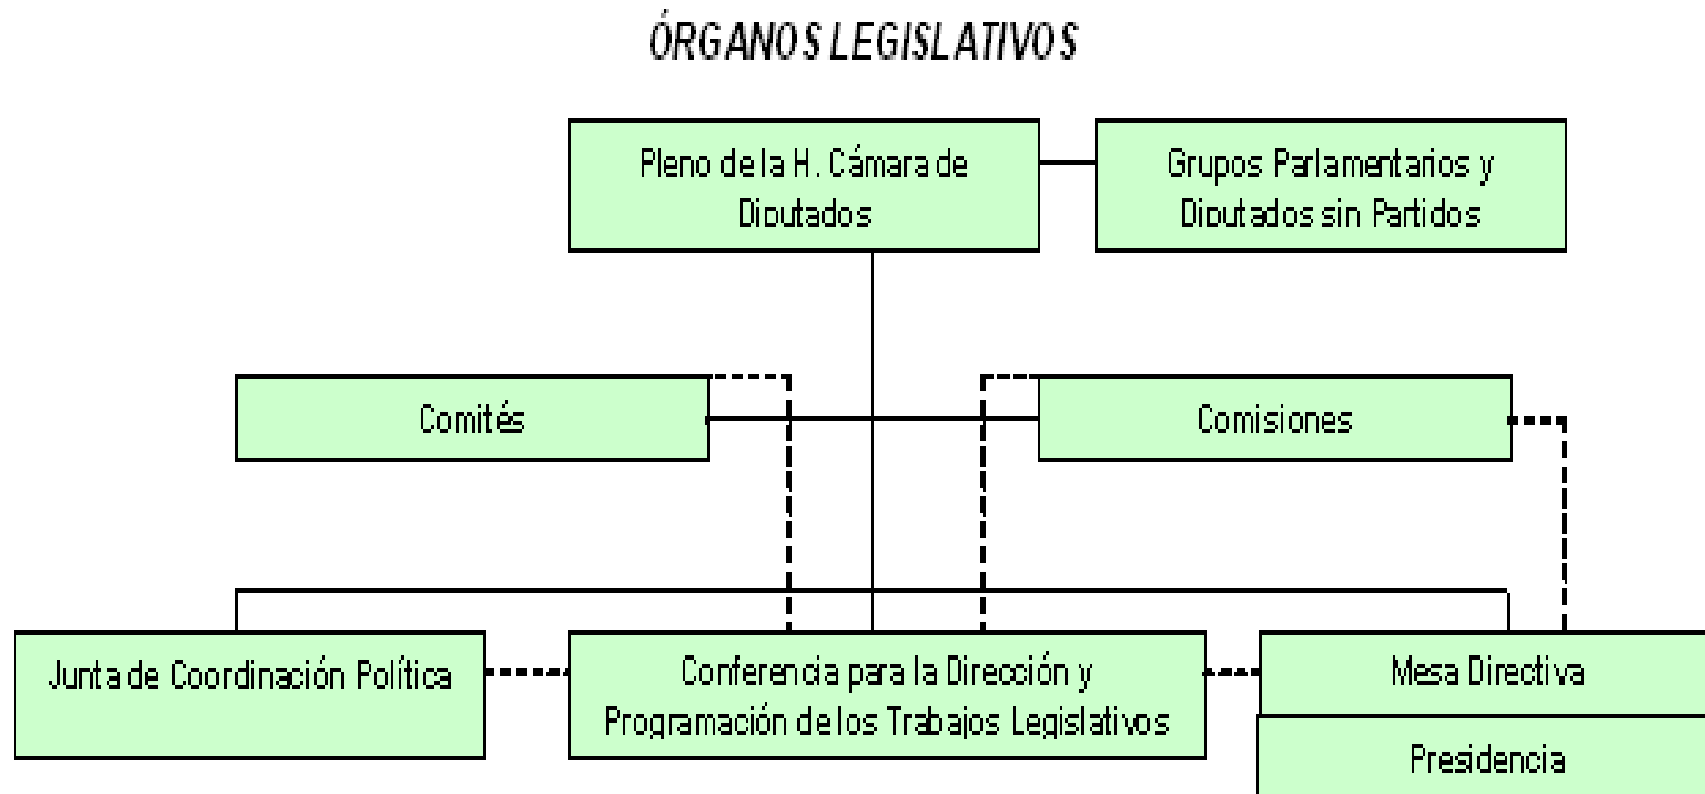 ÓRGANOS LEGISLATIVOS
Pleno de la H. Cámara de
Diputados
Grupos Parlamentarios y
Diputados sin Partidos
Comités
Comisiones
Junta de Coordinación Política
Conferencia para la Dirección y
Programación de los Trabajos Legislativos
Mesa Directiva
Presidencia